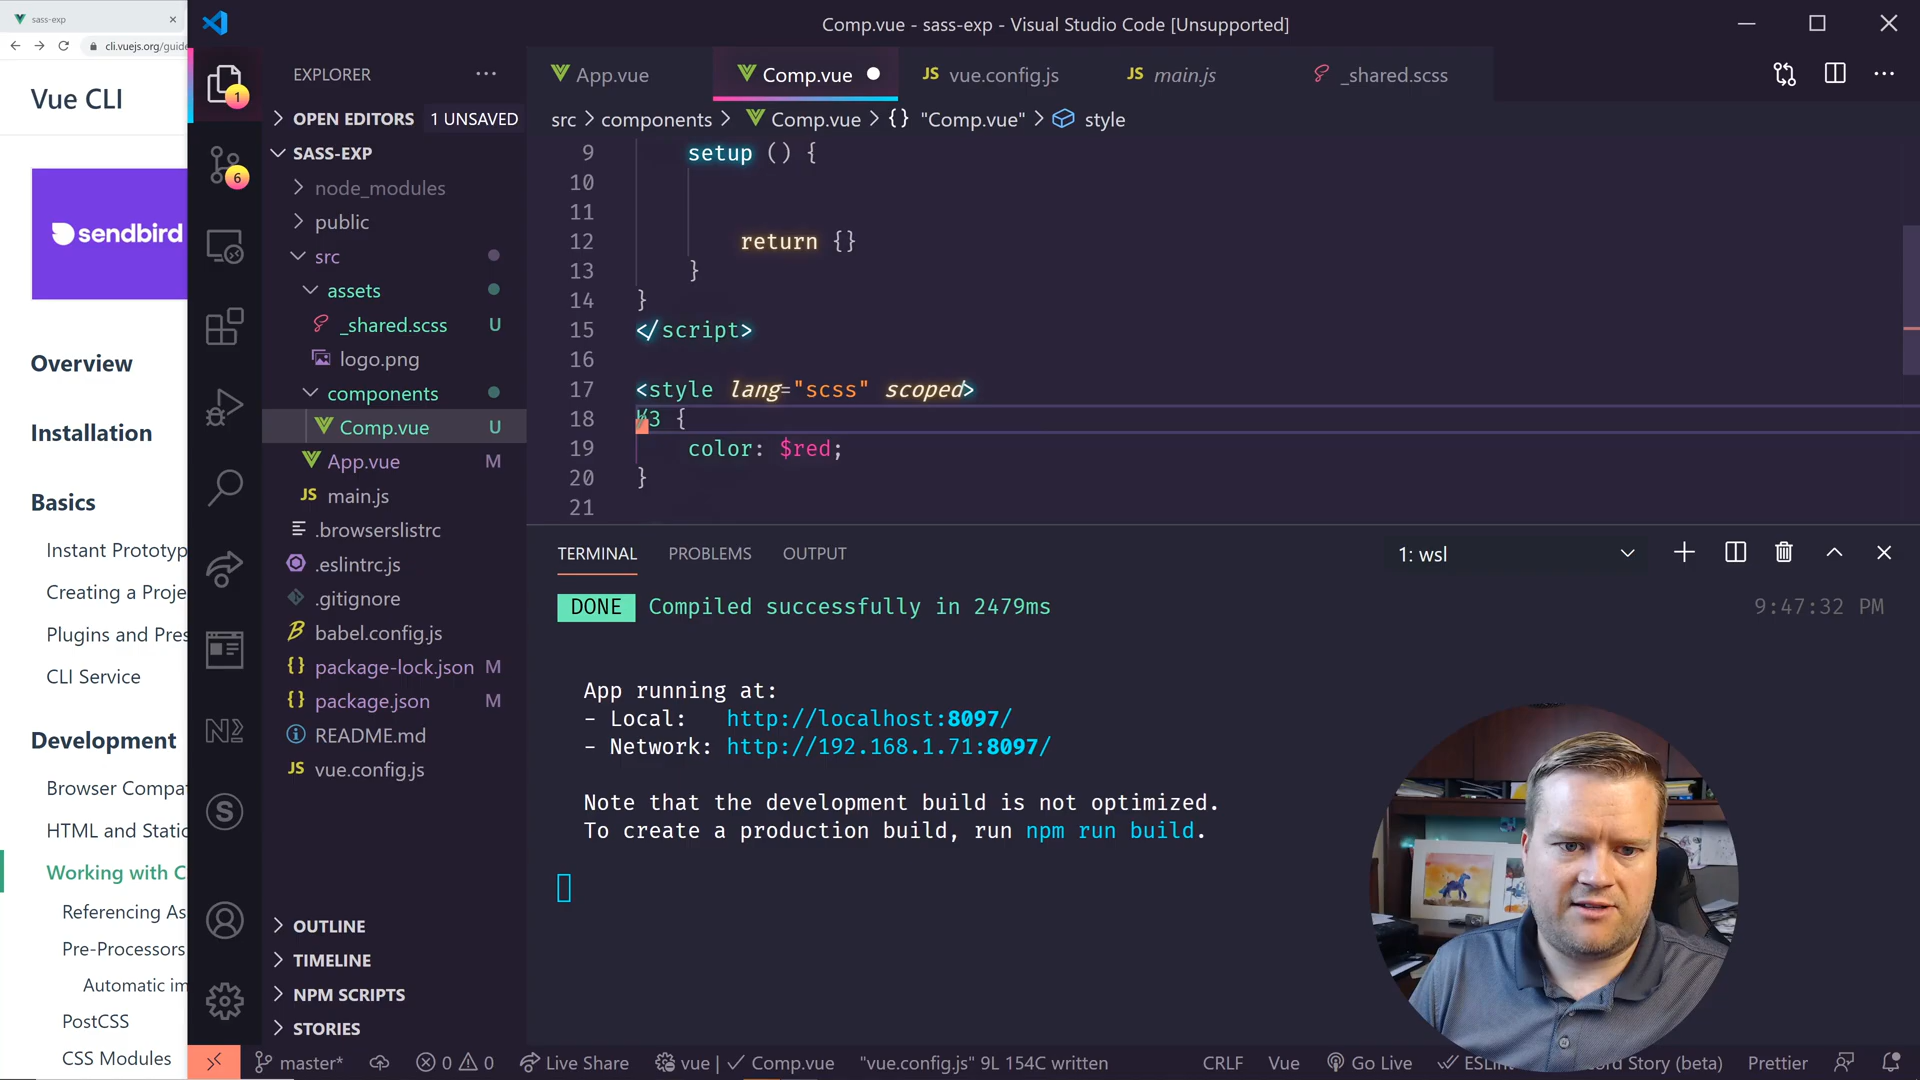 sass-exp
Comp.vue - sass-exp - Visual Studio Code [Unsupported]
cli.vuejs.org/guide
Vue CLI
sendbird
Overview
Installation
Basics
Instant Prototyp
Creating a Proje
Plugins and Pres
CLI Service
Development
Browser Compa
HTML and Static
Working with C
Referencing As
Pre-Processors
Automatic im
PostCSS
CSS Modules
1
6
EXPLORER
OPEN EDITORS 1 UNSAVED
SASS-EXP
node_modules
public
src
assets
_shared.scss U
logo.png
components
Comp.vue U
App.vue M
main.js
.browserslistrc
.eslintrc.js
.gitignore
babel.config.js
package-lock.json M
package.json M
README.md
vue.config.js
OUTLINE
TIMELINE
NPM SCRIPTS
STORIES
App.vue Comp.vue JS vue.config.js JS main.js _shared.scss
src > components > Comp.vue > {} "Comp.vue" > style
9 setup () {
10
11
12 return {}
13 }
14 }
15 </script>
16
17 <style lang="scss" scoped>
18 h3 {
19 color: $red;
20 }
21
TERMINAL PROBLEMS OUTPUT 1: wsl
DONE Compiled successfully in 2479ms 9:47:32 PM
App running at:
- Local: http://localhost:8097/
- Network: http://192.168.1.71:8097/
Note that the development build is not optimized.
To create a production build, run npm run build.
master* 0 0 Live Share vue | Comp.vue "vue.config.js" 9L 154C written CRLF Vue Go Live ESLin Story (beta) Prettier